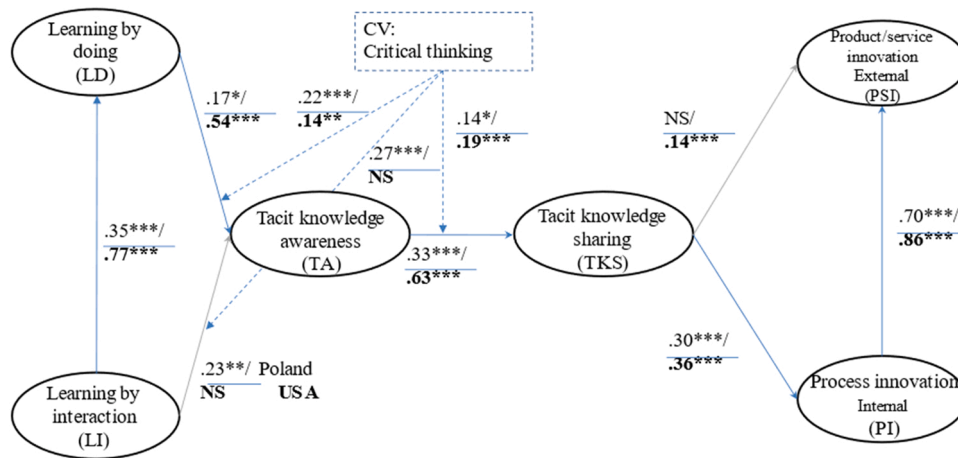 Learning by
doing
(LD)
CV:
Critical thinking
Product/service
innovation
External
(PSI)
.17*/
.54***
.22***/
.14**
.14*/
.19***
NS/
.14***
.27***/
NS
Tacit knowledge
awareness
(TA)
Tacit knowledge
sharing
(TKS)
.35***/
.77***
.33***/
.63***
.70***/
.86***
.30***/
.36***
.23**/ Poland
NS USA
Learning by
interaction
(LI)
Process innovation
Internal
(PI)